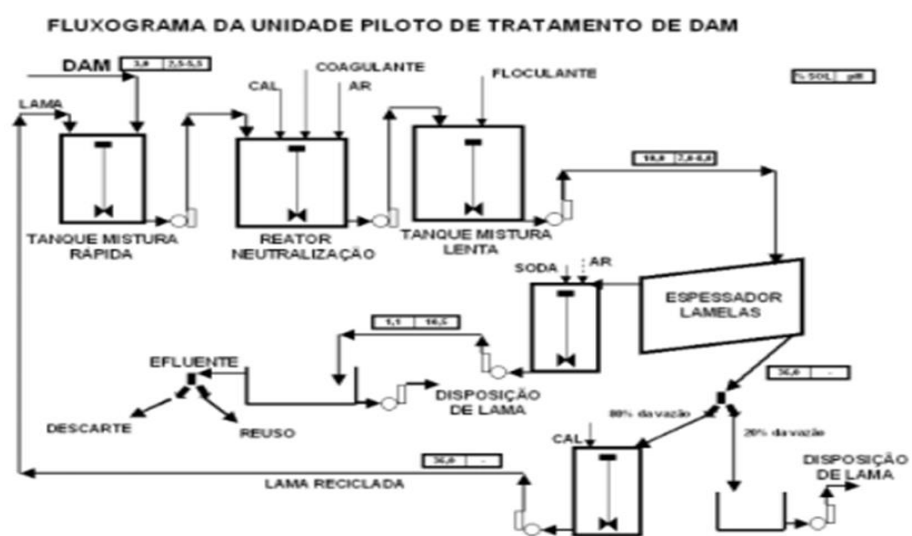 FLUXOGRAMA DA UNIDADE PILOTO DE TRATAMENTO DE DAM
DAM
COAGULANTE
CAL
AR
FLOCULANTE
% SOL
pH
LAMA
TANQUE MISTURA
RÁPIDA
REATOR
NEUTRALIZAÇÃO
TANQUE MISTURA
LENTA
SODA
AR
ESPESSADOR
LAMELAS
EFLUENTE
DISPOSIÇÃO
DE LAMA
DESCARTE
REUSO
80% da vazão
20% da vazão
CAL
DISPOSIÇÃO
DE LAMA
LAMA RECICLADA